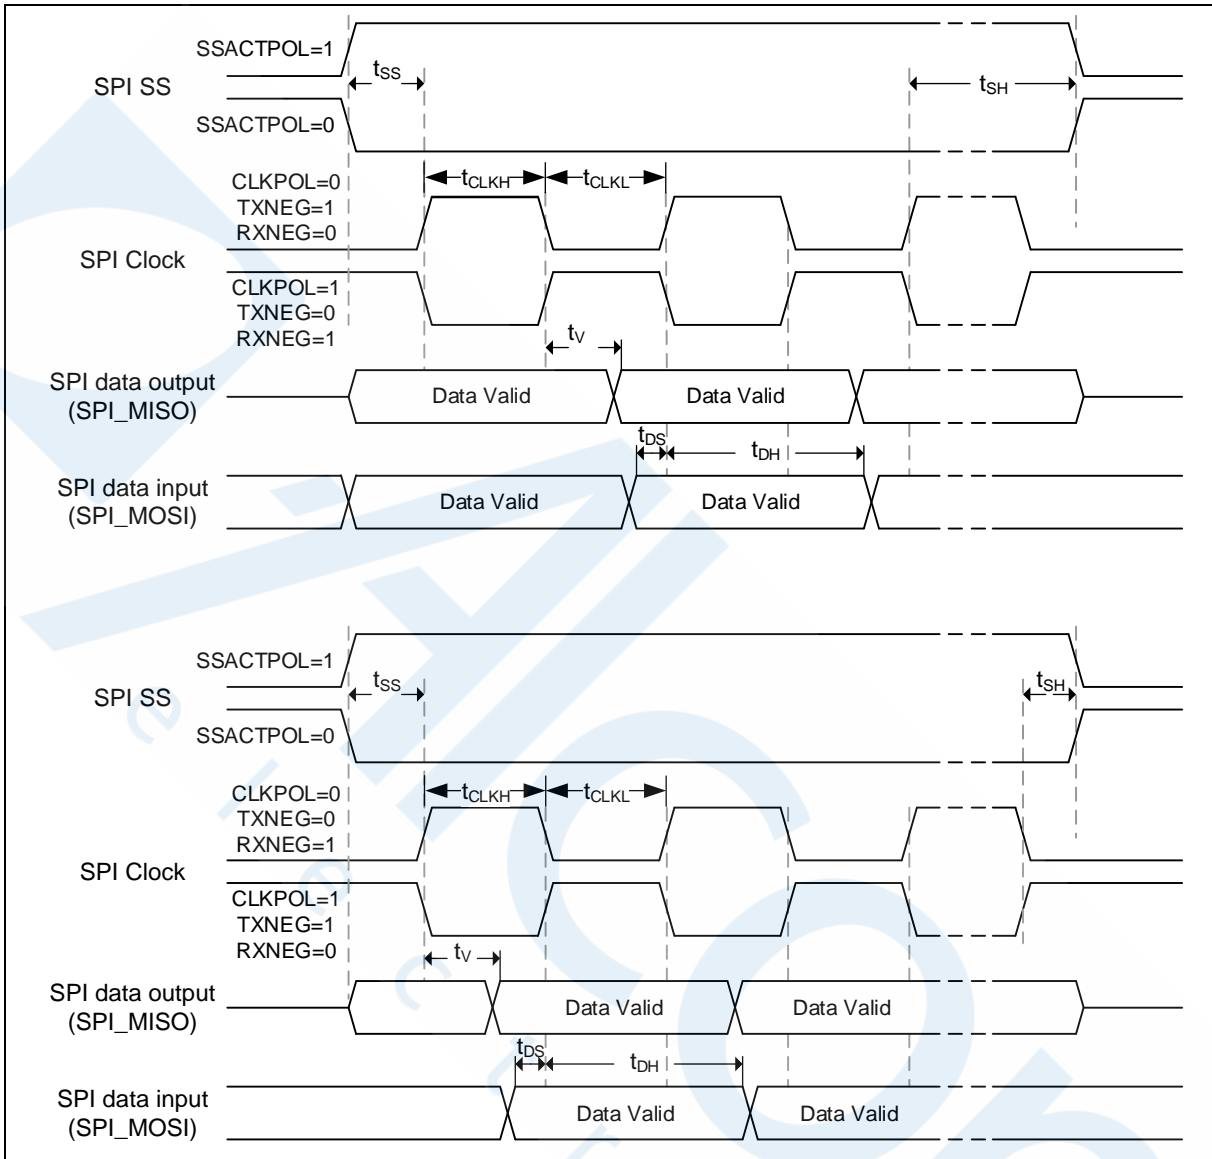 SSACTPOL=1
tSS
SPI SS
tSH
SSACTPOL=0
CLKPOL=0
TXNEG=1
RXNEG=0
tCLKH
tCLKL
SPI Clock
CLKPOL=1
TXNEG=0
RXNEG=1
tV
SPI data output
(SPI_MISO)
Data Valid
Data Valid
tDS
tDH
SPI data input
(SPI_MOSI)
Data Valid
Data Valid
SSACTPOL=1
tSS
SPI SS
tSH
SSACTPOL=0
CLKPOL=0
TXNEG=0
RXNEG=1
tCLKH
tCLKL
SPI Clock
CLKPOL=1
TXNEG=1
RXNEG=0
tV
SPI data output
(SPI_MISO)
Data Valid
Data Valid
tDS
tDH
SPI data input
(SPI_MOSI)
Data Valid
Data Valid